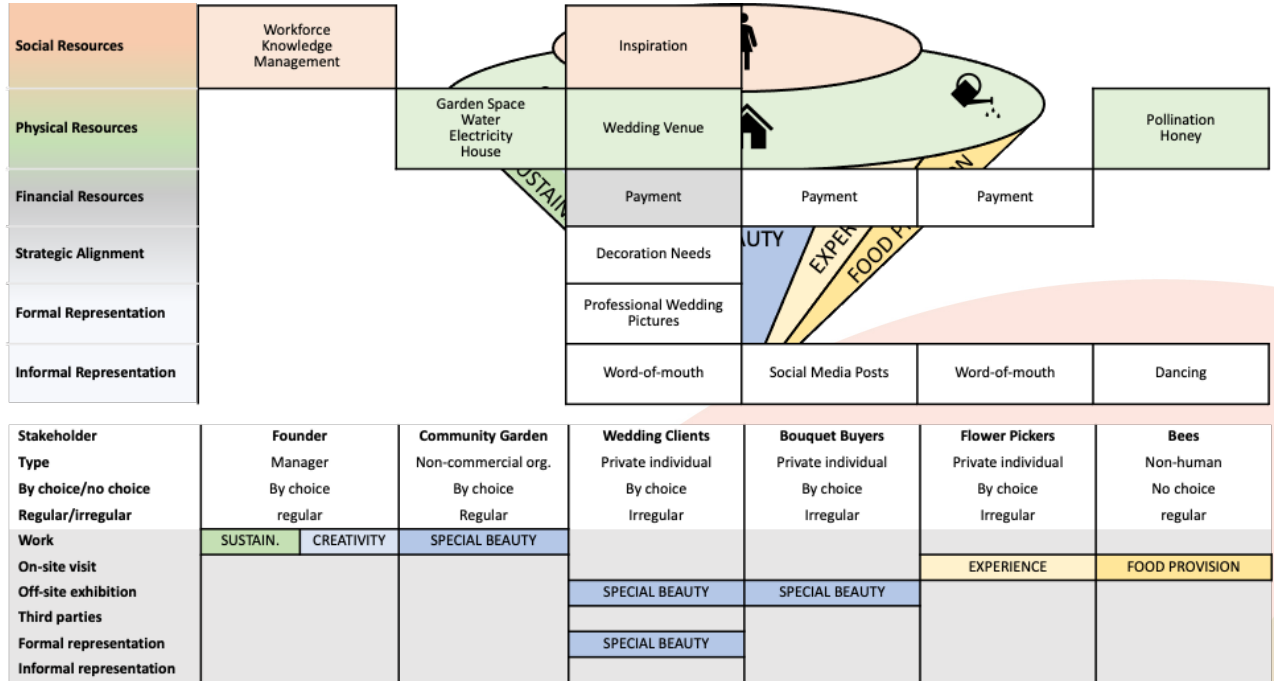 Social Resources
Workforce
Knowledge
Management
Inspiration
Physical Resources
Garden Space
Water
Electricity
House
Wedding Venue
Pollination
Honey
USTAIN
ON
Financial Resources
Payment
Payment
Payment
Strategic Alignment
Decoration Needs
AUTY
EXPER
FOOD P
Formal Representation
Professional Wedding
Pictures
Informal Representation
Word-of-mouth
Social Media Posts
Word-of-mouth
Dancing
Stakeholder
Founder
Community Garden
Wedding Clients
Bouquet Buyers
Flower Pickers
Bees
Type
Manager
Non-commercial org.
Private individual
Private individual
Private individual
Non-human
By choice/no choice
By choice
By choice
By choice
By choice
By choice
No choice
Regular/irregular
regular
Regular
Irregular
Irregular
Irregular
regular
Work
SUSTAIN.
CREATIVITY
SPECIAL BEAUTY
On-site visit
EXPERIENCE
FOOD PROVISION
Off-site exhibition
SPECIAL BEAUTY
SPECIAL BEAUTY
Third parties
Formal representation
SPECIAL BEAUTY
Informal representation